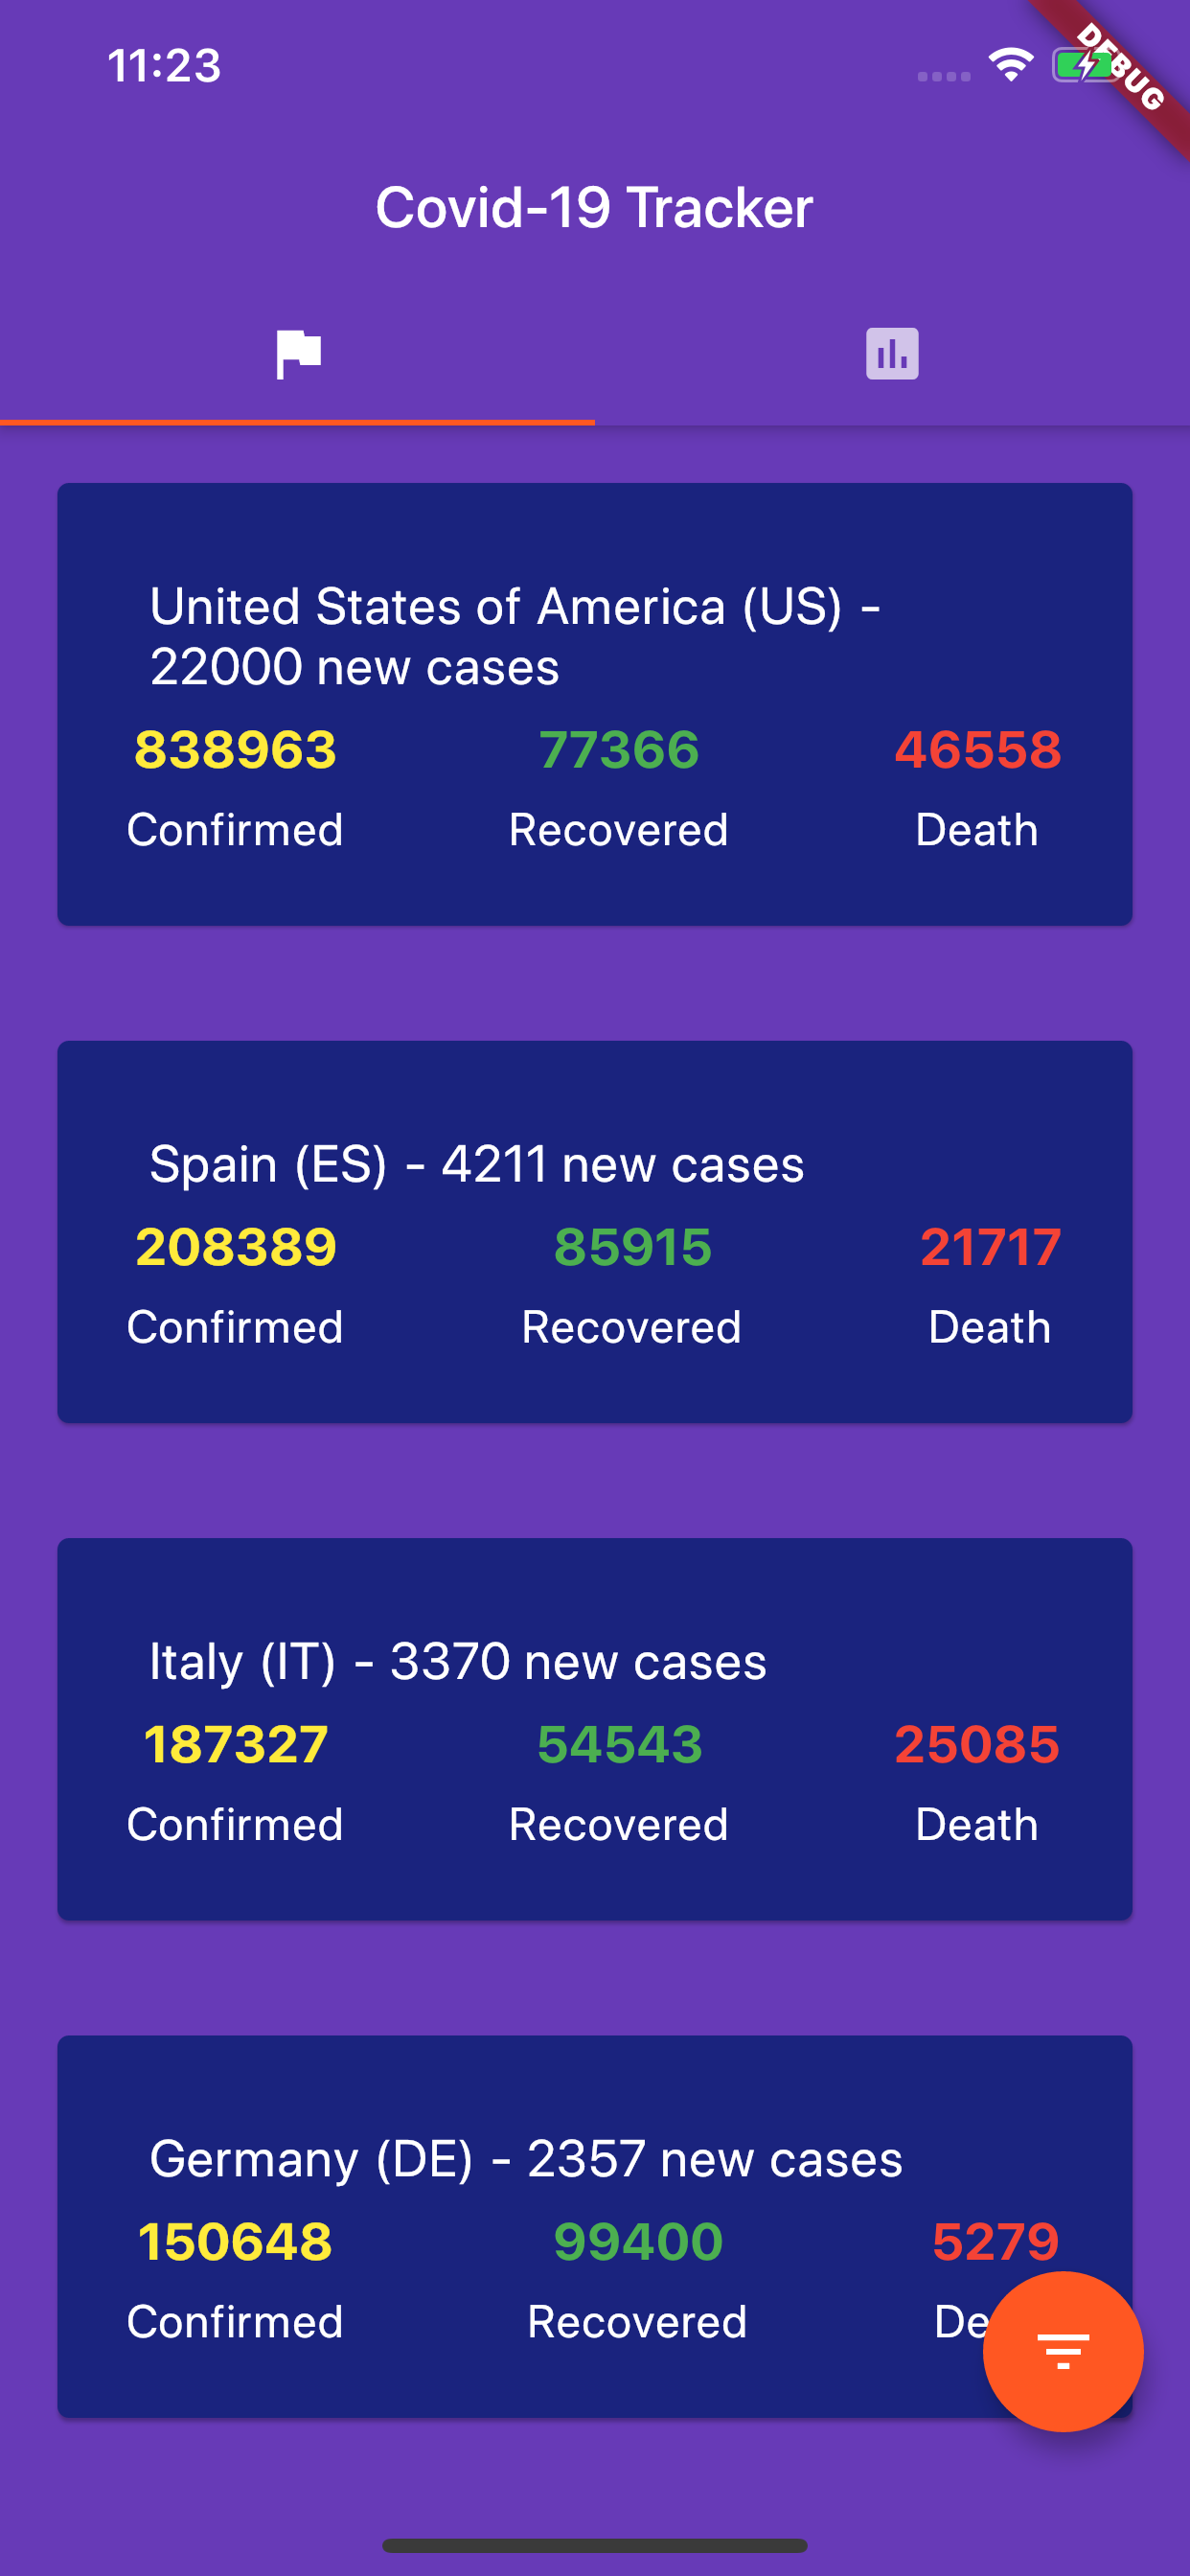 11:23
DEBUG
Covid-19 Tracker
United States of America (US) -
22000 new cases
838963 77366 46558
Confirmed Recovered Death
Spain (ES) - 4211 new cases
208389 85915 21717
Confirmed Recovered Death
Italy (IT) - 3370 new cases
187327 54543 25085
Confirmed Recovered Death
Germany (DE) - 2357 new cases
150648 99400 5279
Confirmed Recovered De